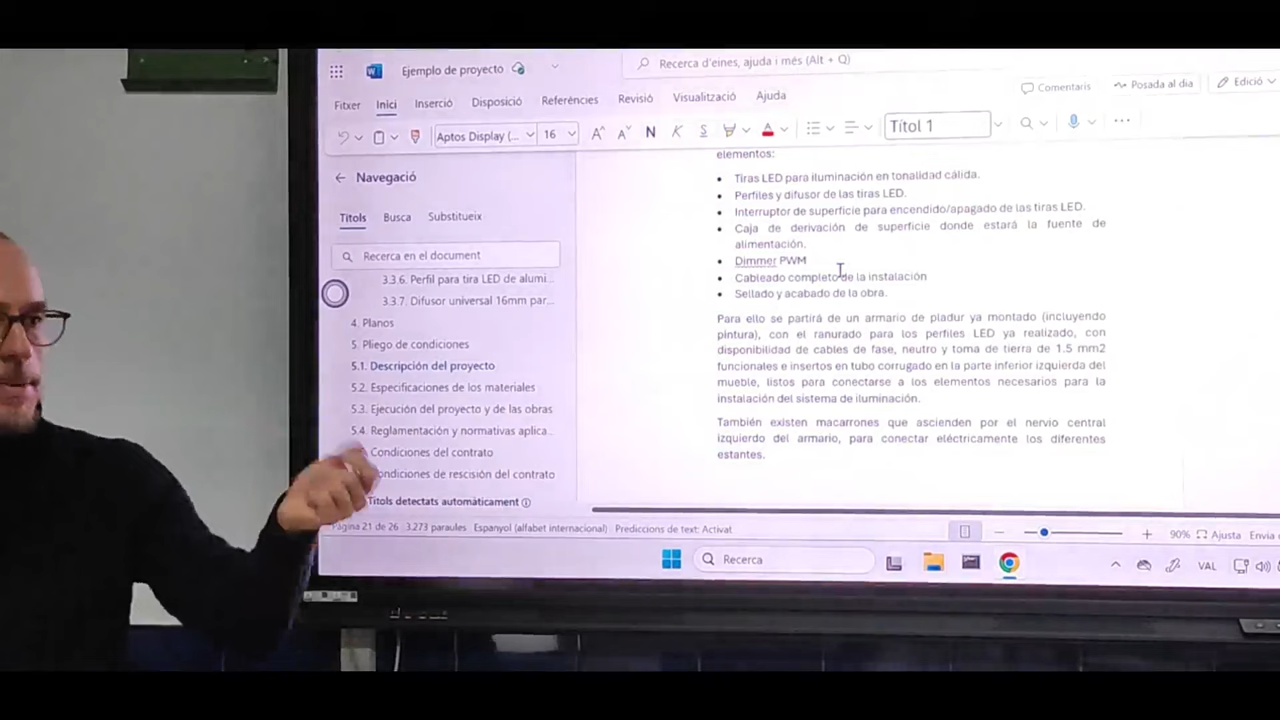 Ejemplo de proyecto
Recerca d'eines, ajuda i més (Alt + Q)
Fitxer Inici Inserció Disposició Referències Revisió Visualització Ajuda
Comentaris Posada al dia Edició
Aptos Display (... 16 N K S A Títol 1 ...
Navegació
Títols Busca Substitueix
Recerca en el document
3.3.6. Perfil para tira LED de alumi...
3.3.7. Difusor universal 16mm par...
4. Planos
5. Pliego de condiciones
5.1. Descripción del proyecto
5.2. Especificaciones de los materiales
5.3. Ejecución del proyecto y de las obras
5.4. Reglamentación y normativas aplica...
Condiciones del contrato
ondiciones de rescisión del contrato
Títols detectats automàticament
elementos:
• Tiras LED para iluminación en tonalidad cálida.
• Perfiles y difusor de las tiras LED.
• Interruptor de superficie para encendido/apagado de las tiras LED.
• Caja de derivación de superficie donde estará la fuente de
alimentación.
• Dimmer PWM
• Cableado completo de la instalación
• Sellado y acabado de la obra.
Para ello se partirá de un armario de pladur ya montado (incluyendo
pintura), con el ranurado para los perfiles LED ya realizado, con
disponibilidad de cables de fase, neutro y toma de tierra de 1.5 mm2
funcionales e insertos en tubo corrugado en la parte inferior izquierda del
mueble, listos para conectarse a los elementos necesarios para la
instalación del sistema de iluminación.
También existen macarrones que ascienden por el nervio central
izquierdo del armario, para conectar eléctricamente los diferentes
estantes.
Pàgina 21 de 26 3.273 paraules Espanyol (alfabet internacional) Prediccions de text: Activat
90% Ajusta Envia
Recerca
VAL